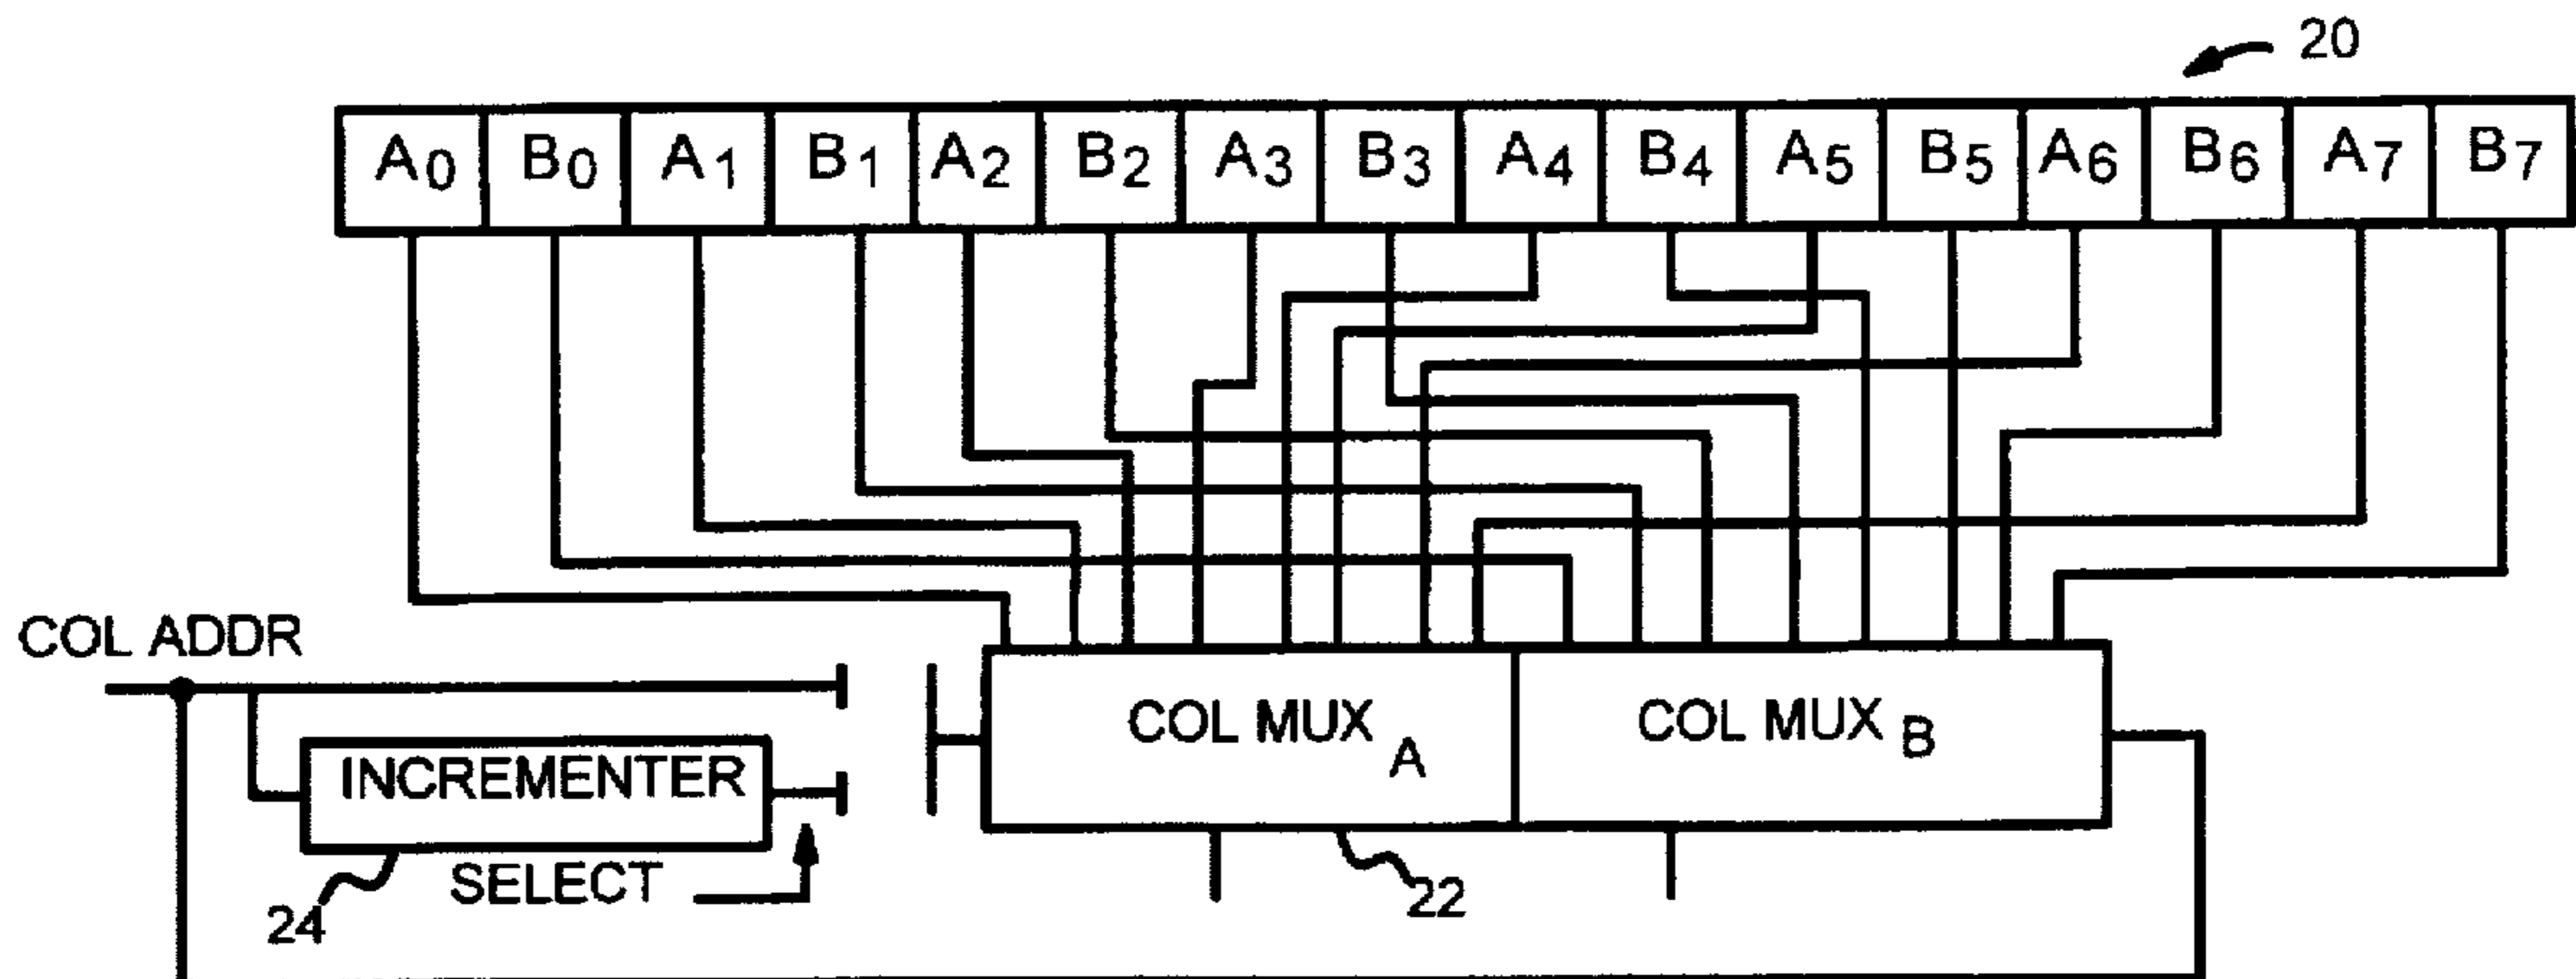 20
A0 B0 A1 B1 A2 B2 A3 B3 A4 B4 A5 B5 A6 B6 A7 B7
COL ADDR
COL MUX A COL MUX B
INCREMENTER
SELECT
24
22